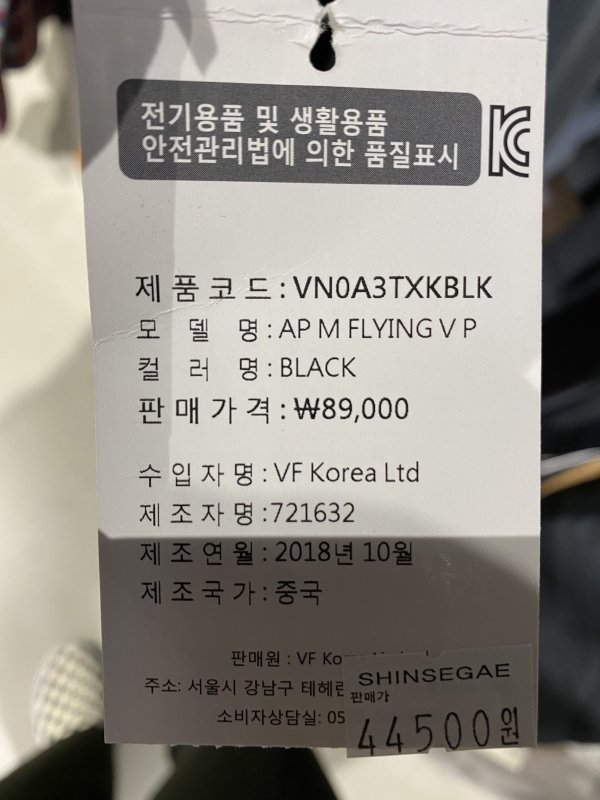 전기용품 및 생활용품
안전관리법에 의한 품질표시
제품코드 : VN0A3TXKBLK
모델명 : AP M FLYING V P
컬러명 : BLACK
판매가격 : ₩89,000
수입자명 : VF Korea Ltd
제조자명 :721632
제조연월 : 2018년 10월
제조국가 : 중국
판매원 : VF
주소: 서울시 강남구
소비자상담실: 05
SHINSEGAE
판매가
44500원